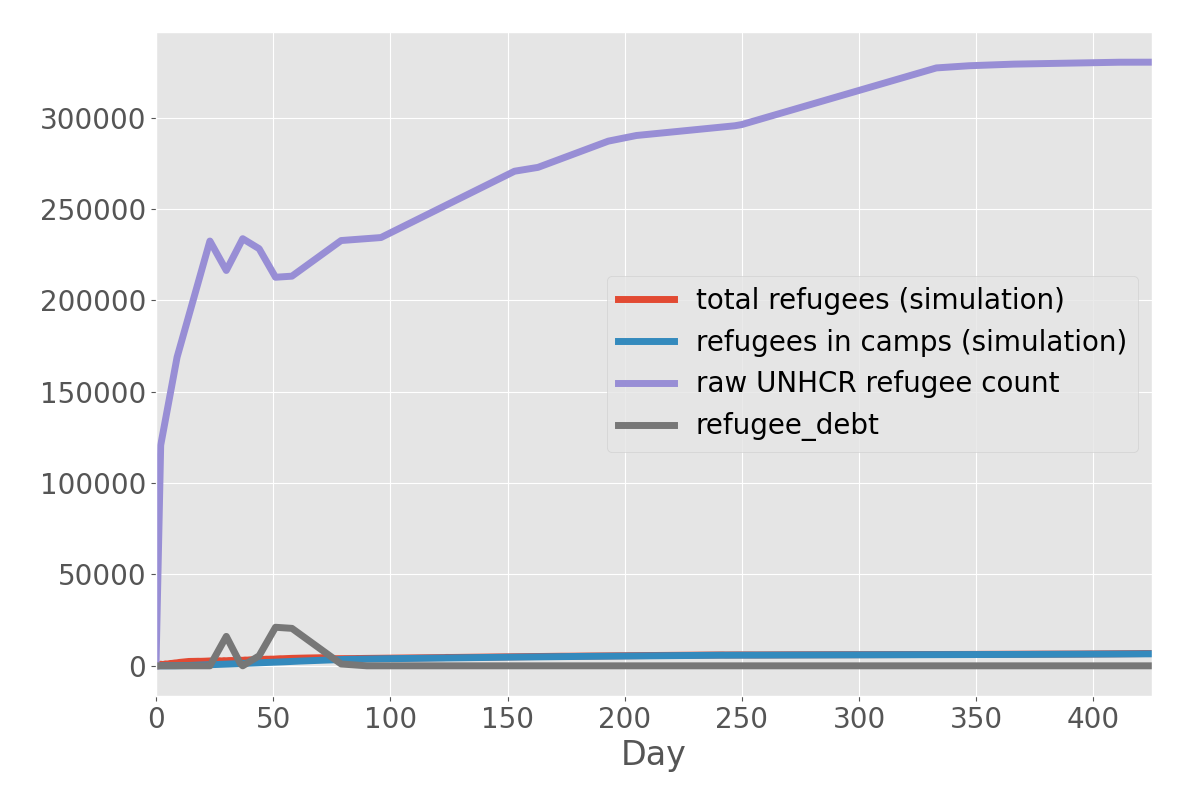 300000
250000
200000
150000
100000
50000
0
total refugees (simulation)
refugees in camps (simulation)
raw UNHCR refugee count
refugee_debt
0 50 100 150 200 250 300 350 400
Day